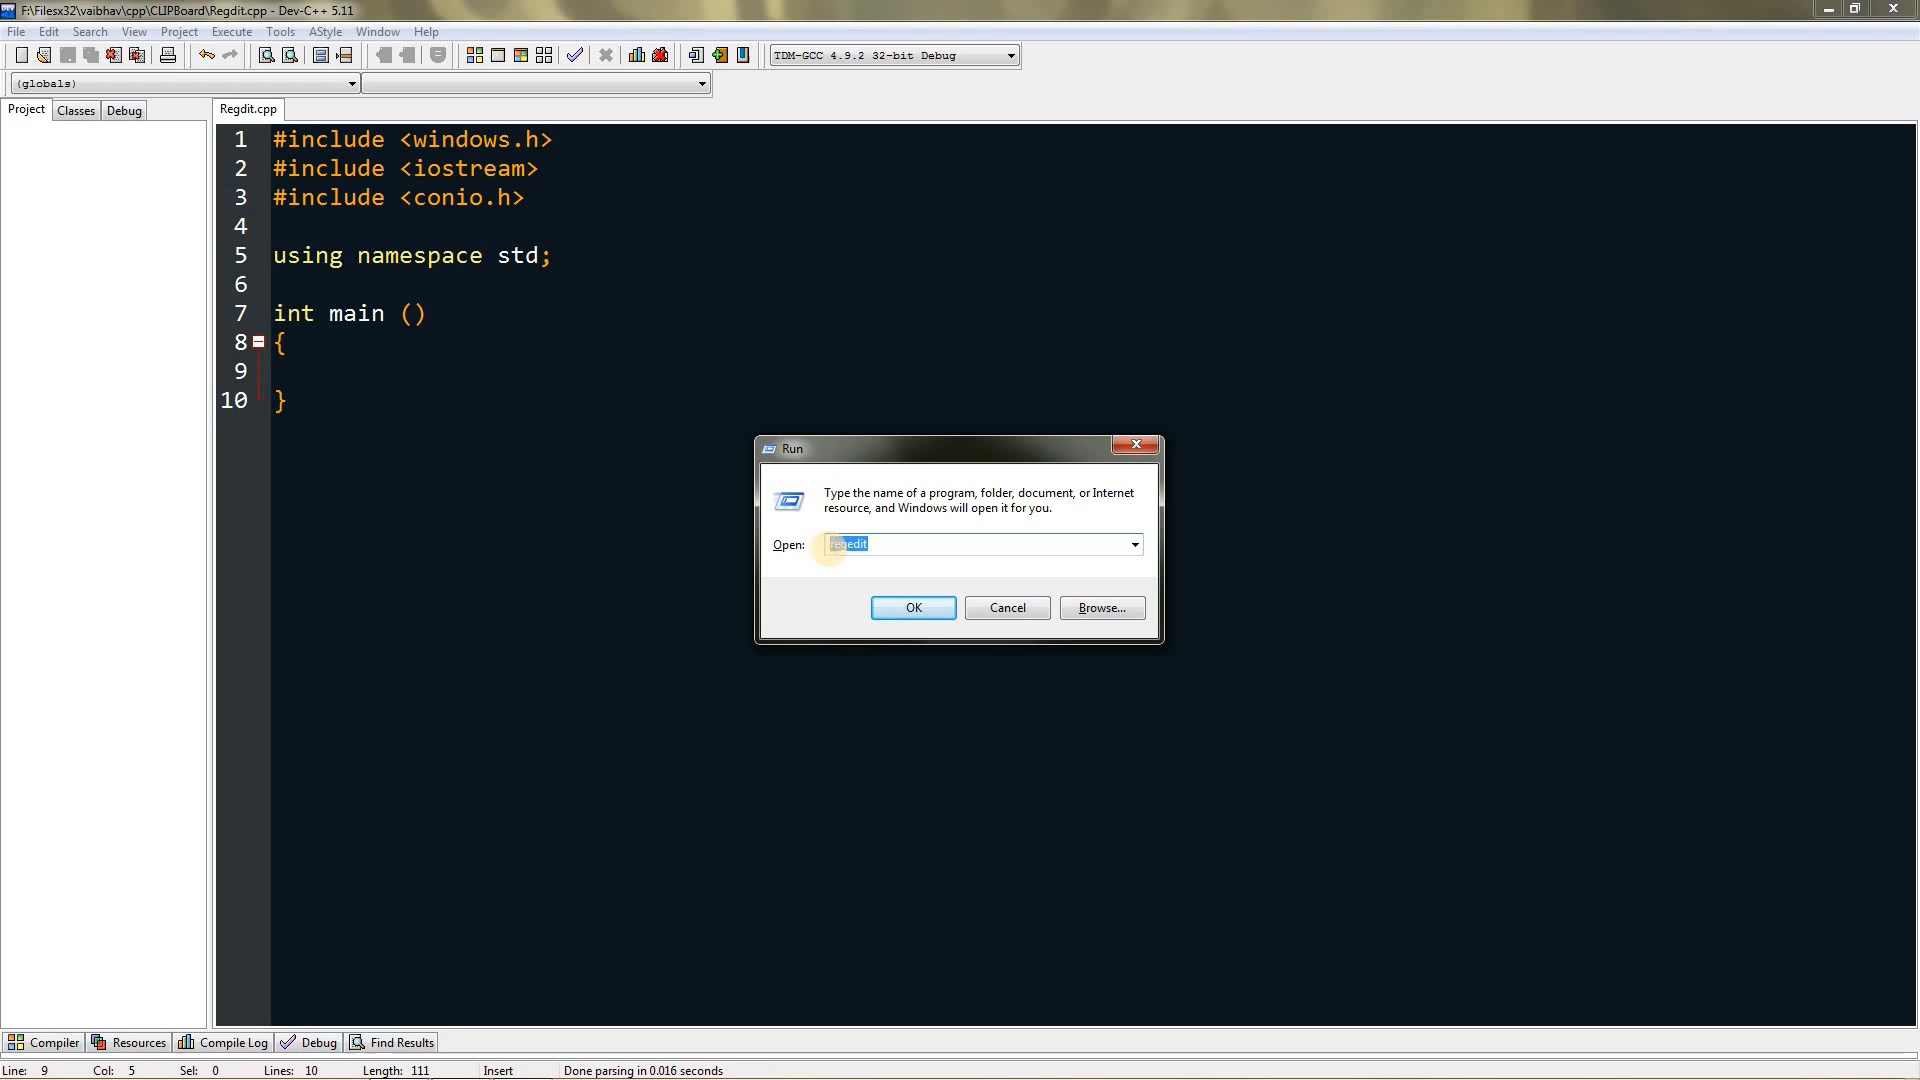 F:\Filesx32\vaibhav\cpp\CLIPBoard\Regdit.cpp - Dev-C++ 5.11
File Edit Search View Project Execute Tools AStyle Window Help
TDM-GCC 4.9.2 32-bit Debug
(globals)
Project Classes Debug
Regdit.cpp
1 #include <windows.h>
2 #include <iostream>
3 #include <conio.h>
4
5 using namespace std;
6
7 int main ()
8 {
9
10 }
Run
Type the name of a program, folder, document, or Internet
resource, and Windows will open it for you.
Open: regedit
OK Cancel Browse...
Compiler Resources Compile Log Debug Find Results
Line: 9 Col: 5 Sel: 0 Lines: 10 Length: 111 Insert Done parsing in 0.016 seconds